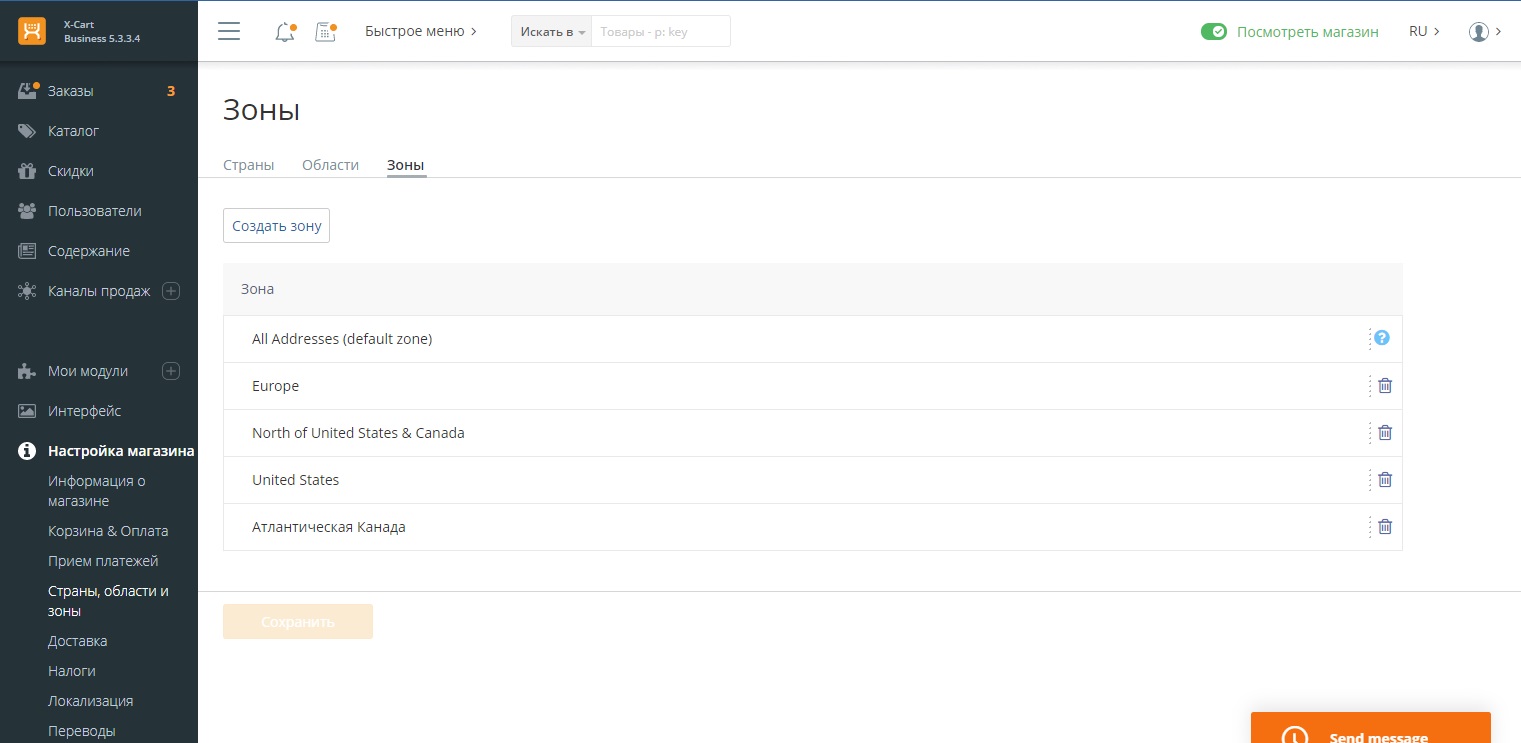 X-Cart
Business 5.3.3.4
Быстрое меню
Искать в
Товары - p: key
Посмотреть магазин
RU
Заказы 3
Каталог
Скидки
Пользователи
Содержание
Каналы продаж
Мои модули
Интерфейс
Настройка магазина
Информация о
магазине
Корзина & Оплата
Прием платежей
Страны, области и
зоны
Доставка
Налоги
Локализация
Переводы
Зоны
Страны Области Зоны
Создать зону
Зона
All Addresses (default zone) ?
Europe
North of United States & Canada
United States
Атлантическая Канада
Сохранить
Send message